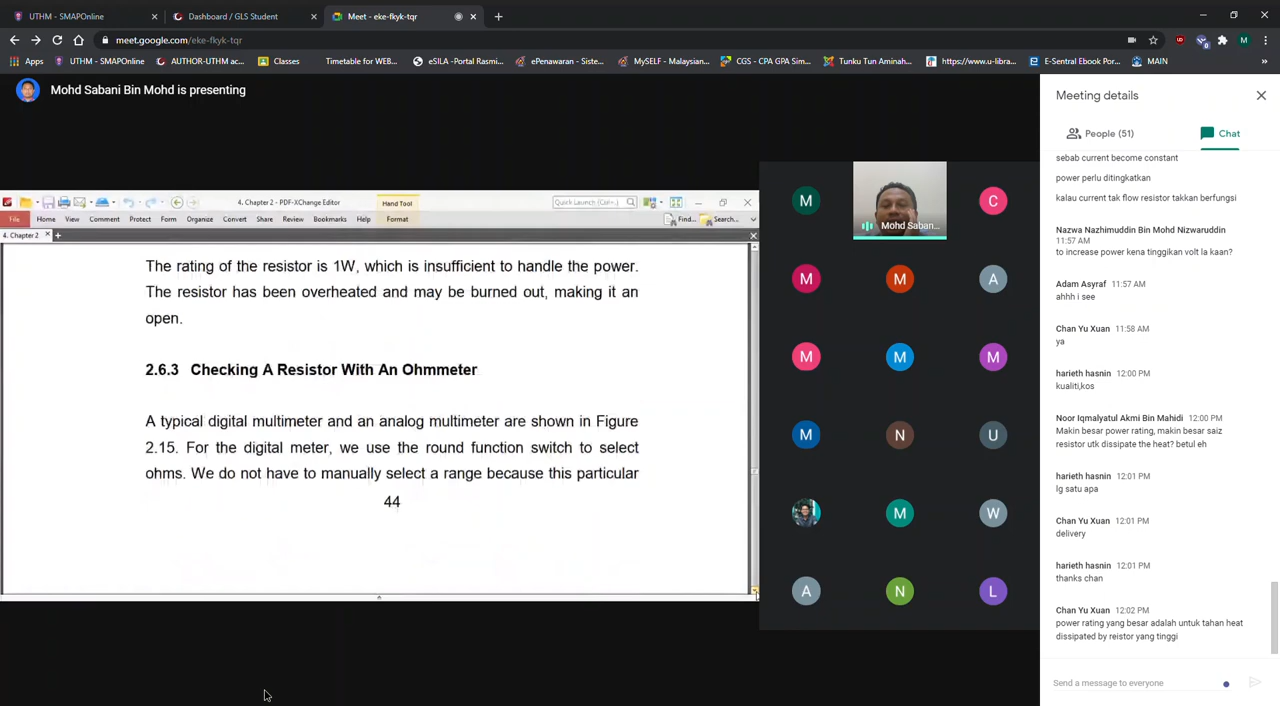 UTHM - SMAPOnline
Dashboard / GLS Student
Meet - eke-fkyk-tqr
meet.google.com/eke-fkyk-tqr
M
Apps
UTHM - SMAPOnline
AUTHOR-UTHM ac...
Classes
Timetable for WEB...
eSILA -Portal Rasmi...
ePenawaran - Siste...
MySELF - Malaysian...
CGS - CPA GPA Sim...
Tunku Tun Aminah...
https://www.u-libra...
E-Sentral Ebook Por...
MAIN
Mohd Sabani Bin Mohd is presenting
4. Chapter 2 - PDF-XChange Editor
Hand Tool
Quick Launch (Ctrl+.)
File
Home
View
Comment
Protect
Form
Organize
Convert
Share
Review
Bookmarks
Help
Format
Find...
Search...
4. Chapter 2
The rating of the resistor is 1W, which is insufficient to handle the power.
The resistor has been overheated and may be burned out, making it an
open.
2.6.3 Checking A Resistor With An Ohmmeter
A typical digital multimeter and an analog multimeter are shown in Figure
2.15. For the digital meter, we use the round function switch to select
ohms. We do not have to manually select a range because this particular
44
M
Mohd Saban...
C
M
M
A
M
M
M
M
N
U
M
W
A
N
L
Meeting details
People (51)
Chat
sebab current become constant
power perlu ditingkatkan
kalau current tak flow resistor takkan berfungsi
Nazwa Nazhimuddin Bin Mohd Nizwaruddin
11:57 AM
to increase power kena tinggikan volt la kaan?
Adam Asyraf 11:57 AM
ahhh i see
Chan Yu Xuan 11:58 AM
ya
harieth hasnin 12:00 PM
kualiti,kos
Noor Iqmalyatul Akmi Bin Mahidi 12:00 PM
Makin besar power rating, makin besar saiz
resistor utk dissipate the heat? betul eh
harieth hasnin 12:01 PM
lg satu apa
Chan Yu Xuan 12:01 PM
delivery
harieth hasnin 12:01 PM
thanks chan
Chan Yu Xuan 12:02 PM
power rating yang besar adalah untuk tahan heat
dissipated by reistor yang tinggi
Send a message to everyone